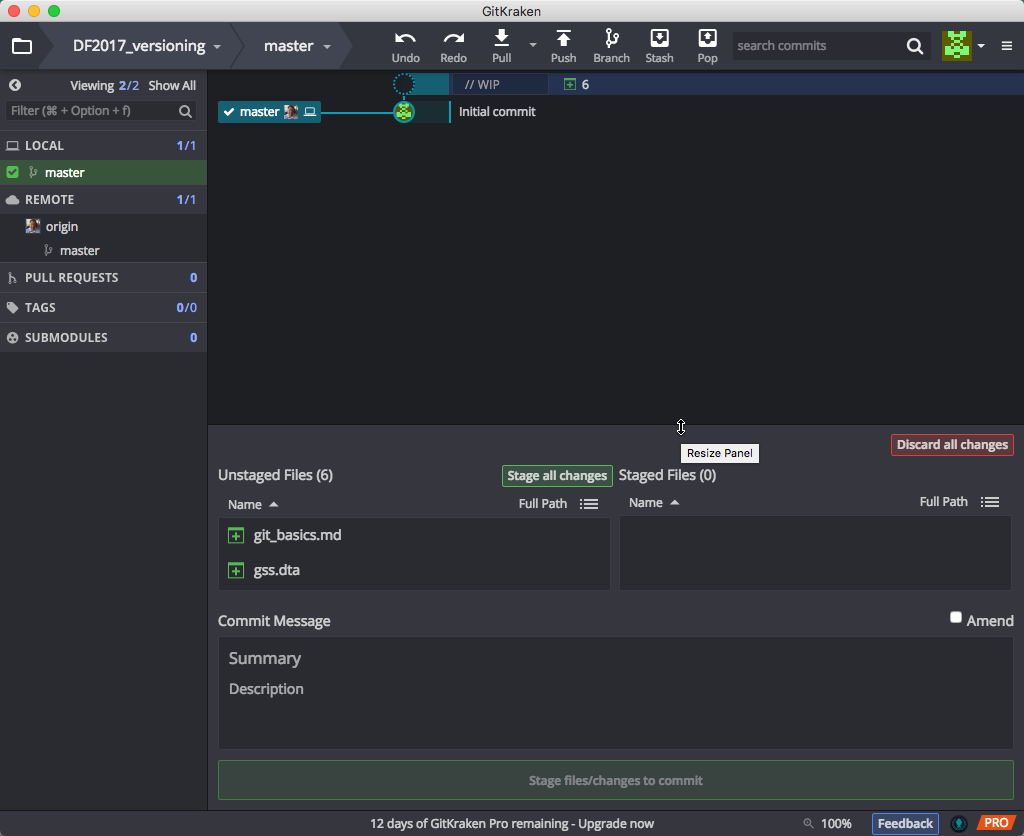 GitKraken
DF2017_versioning
master
Undo
Redo
Pull
Push
Branch
Stash
Pop
search commits
Viewing 2/2 Show All
Filter (⌘ + Option + f)
LOCAL 1/1
master
REMOTE 1/1
origin
master
PULL REQUESTS 0
TAGS 0/0
SUBMODULES 0
// WIP 6
master
Initial commit
Resize Panel
Discard all changes
Unstaged Files (6)
Stage all changes
Staged Files (0)
Name Full Path
Name Full Path
git_basics.md
gss.dta
Commit Message
Amend
Summary
Description
Stage files/changes to commit
12 days of GitKraken Pro remaining - Upgrade now
100%
Feedback
PRO